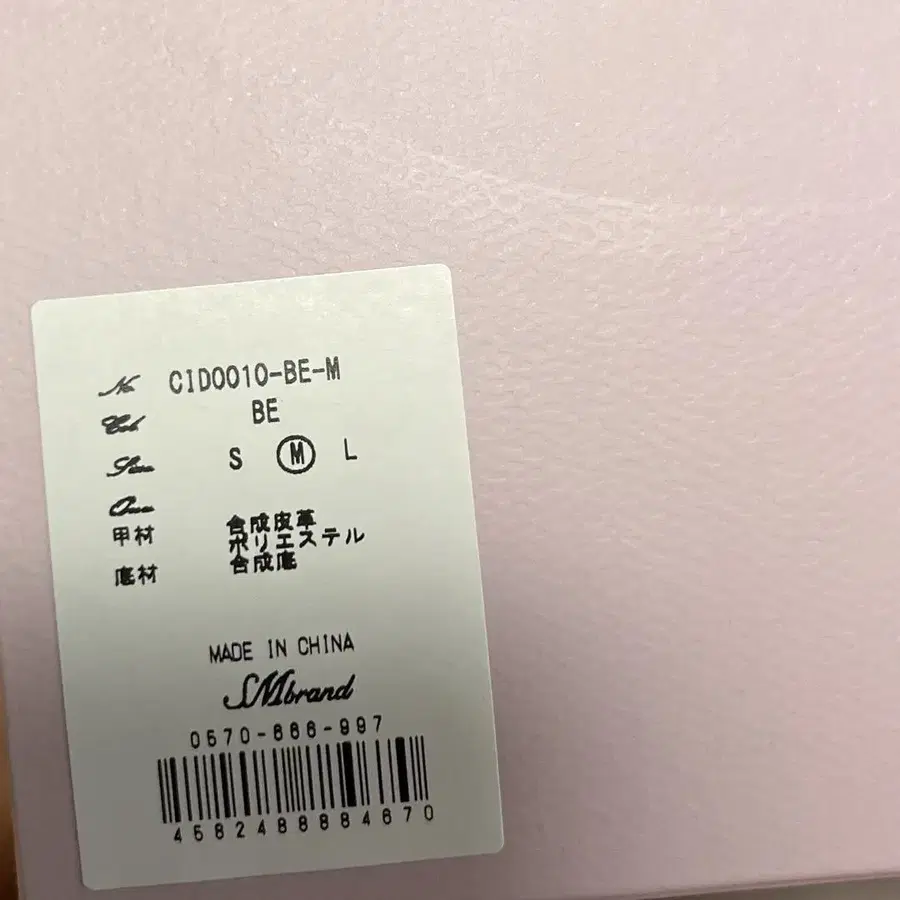 No. CID0010-BE-M
Col. BE
Size S M L
甲材 合成皮革
ポリエステル
底材 合成底
MADE IN CHINA
SMbrand
0570-666-997